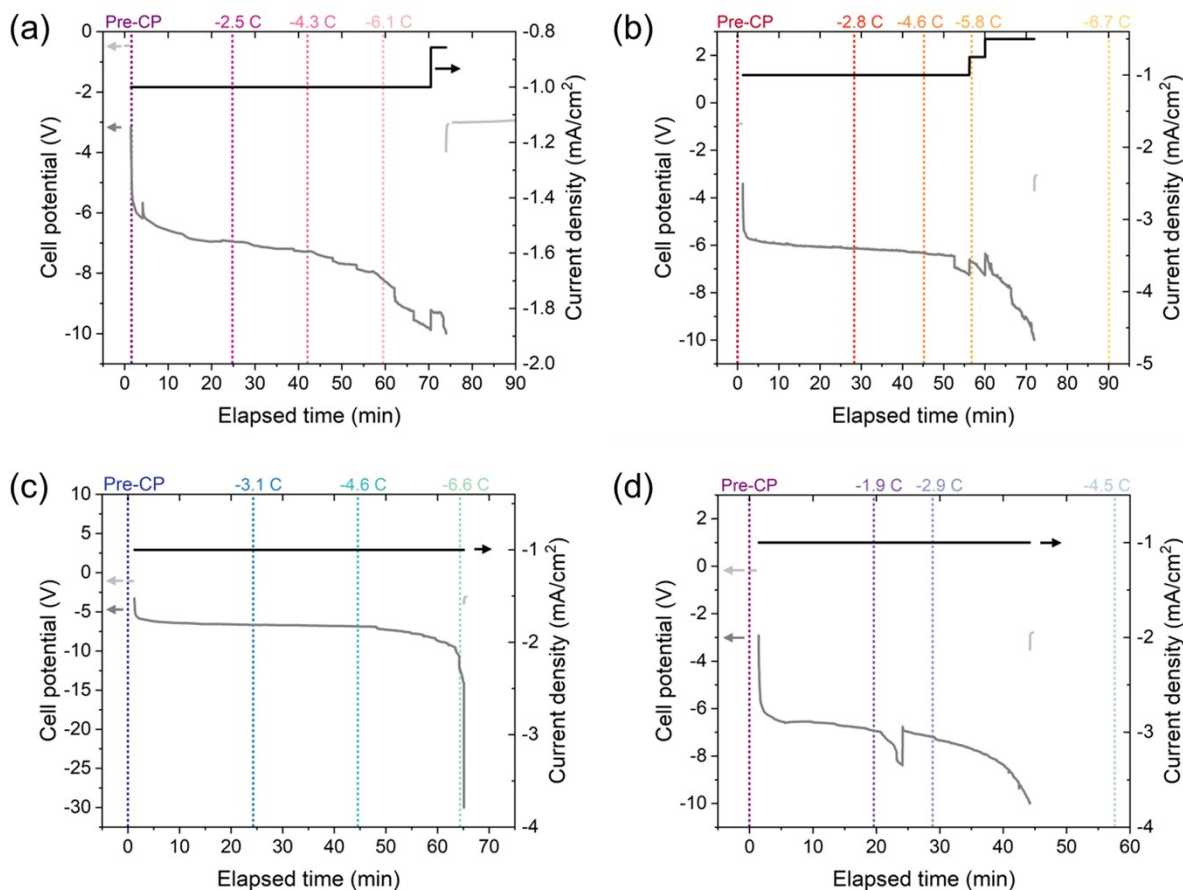 (a)
Pre-CP -2.5 C -4.3 C -6.1 C
0
-2
-4
-6
-8
-10
Cell potential (V)
-0.8
-1.0
-1.2
-1.4
-1.6
-1.8
-2.0
Current density (mA/cm²)
0 10 20 30 40 50 60 70 80 90
Elapsed time (min)
(b)
Pre-CP -2.8 C -4.6 C -5.8 C -6.7 C
2
0
-2
-4
-6
-8
-10
Cell potential (V)
-1
-2
-3
-4
-5
Current density (mA/cm²)
0 10 20 30 40 50 60 70 80 90
Elapsed time (min)
(c)
Pre-CP -3.1 C -4.6 C -6.6 C
10
5
0
-5
-10
-15
-20
-25
-30
Cell potential (V)
-1
-2
-3
-4
Current density (mA/cm²)
0 10 20 30 40 50 60 70
Elapsed time (min)
(d)
Pre-CP -1.9 C -2.9 C -4.5 C
2
0
-2
-4
-6
-8
-10
Cell potential (V)
-1
-2
-3
-4
Current density (mA/cm²)
0 10 20 30 40 50 60
Elapsed time (min)